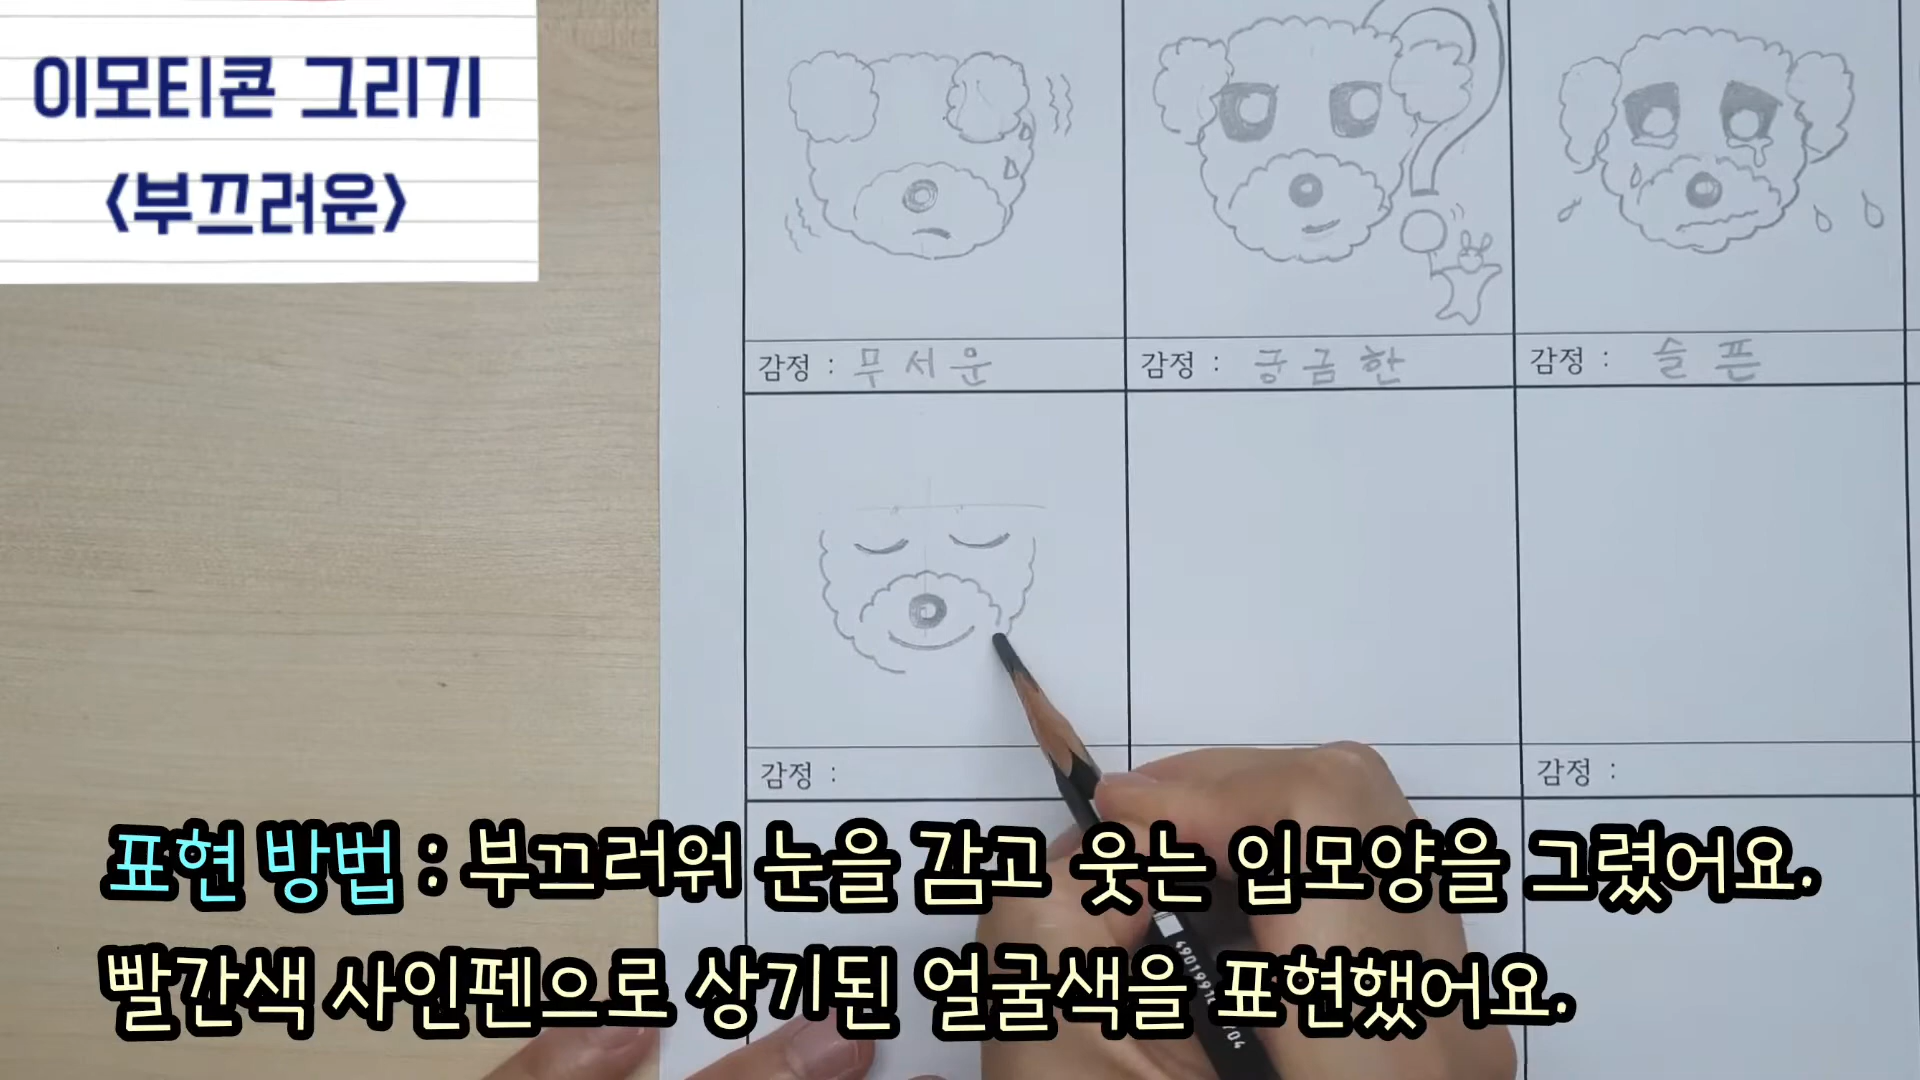 이모티콘 그리기
<부끄러운>
감정 : 무서운
감정 : 궁금한
감정 : 슬픈
감정 :
감정 :
표현 방법 : 부끄러워 눈을 감고 웃는 입모양을 그렸어요.
빨간색 사인펜으로 상기된 얼굴색을 표현했어요.